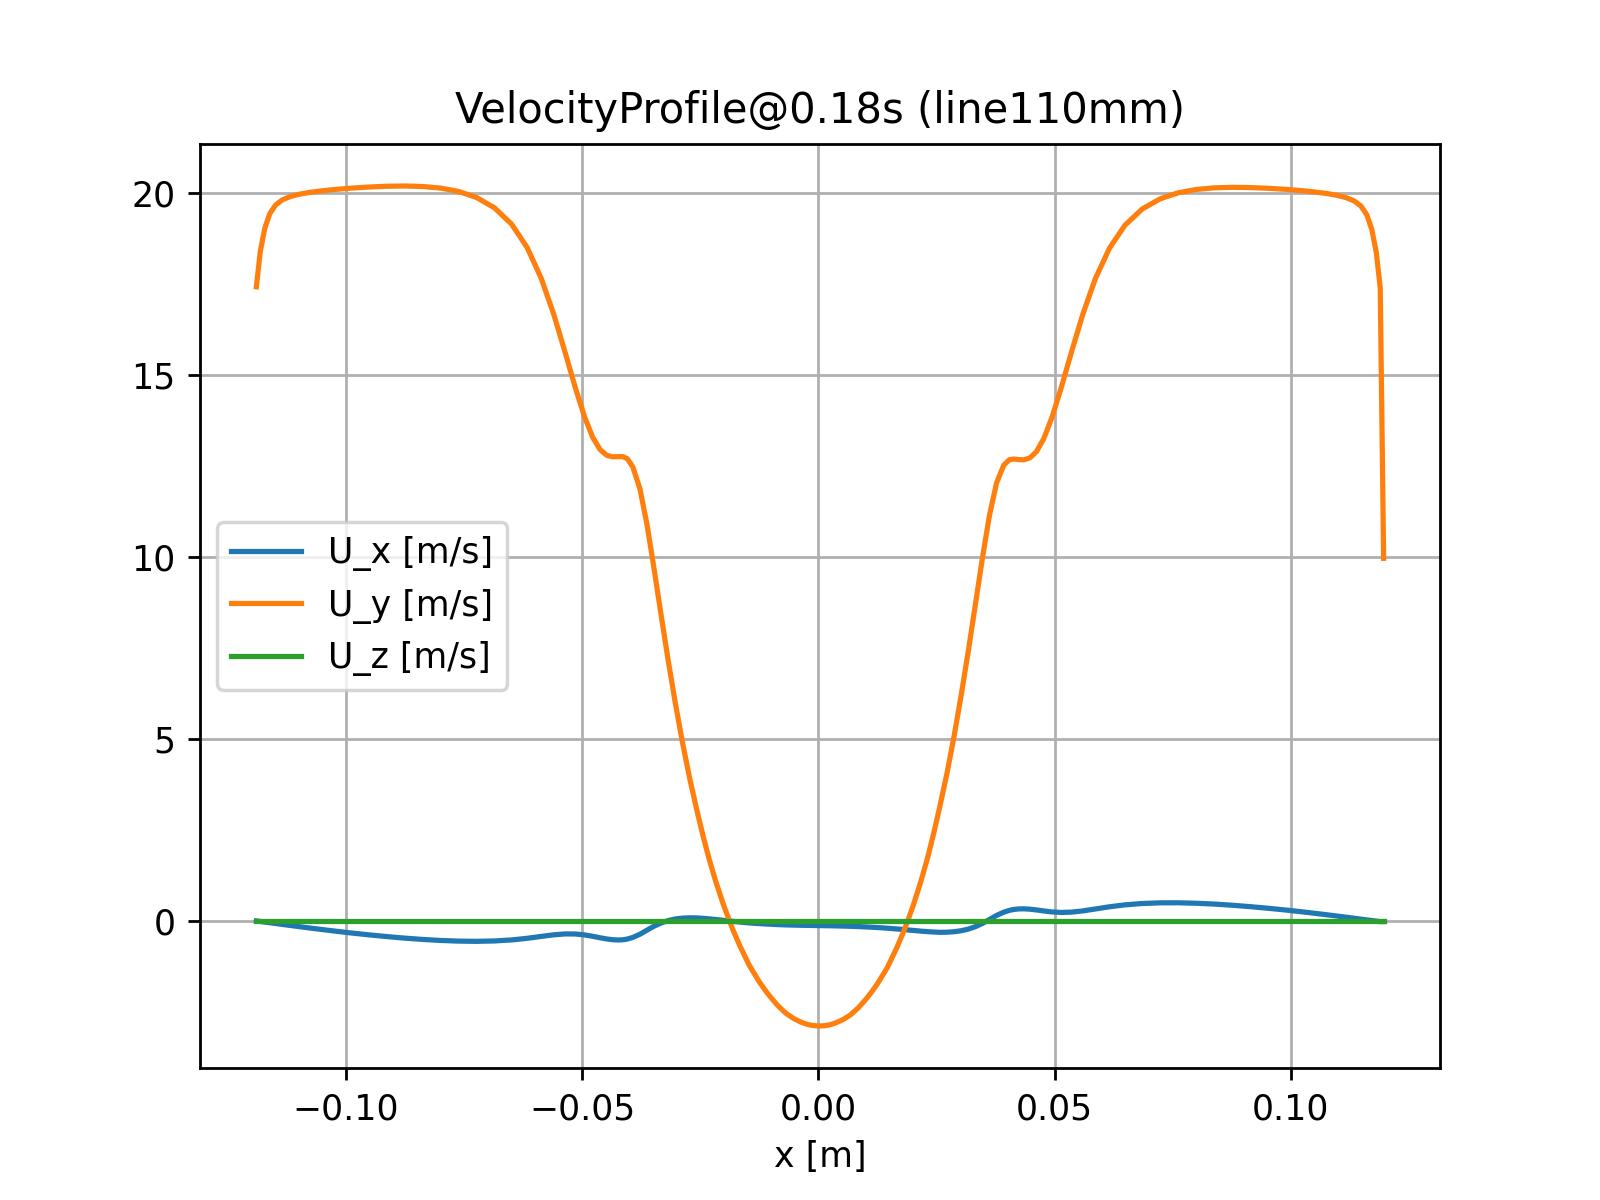 VelocityProfile@0.18s (line110mm)
20
15
10
5
0
U_x [m/s]
U_y [m/s]
U_z [m/s]
−0.10
−0.05
0.00
0.05
0.10
x [m]